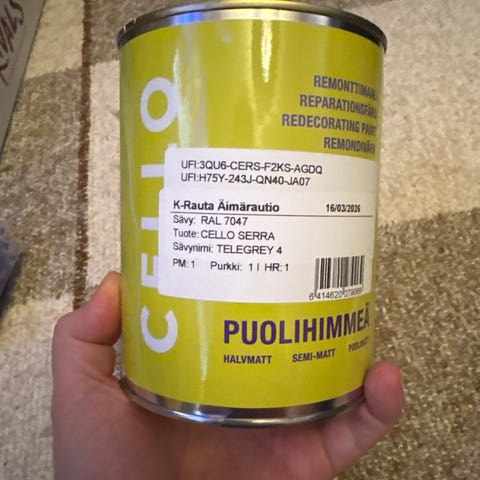 CELLO
REMONTTIMAALI
REPARATIONSFÄRG
REDECORATING PAINT
REMONDIVÄRV
UFI:3QU6-CERS-F2KS-AGDQ
UFI:H75Y-243J-QN40-JA07
K-Rauta Äimärautio 16/03/2026
Sävy: RAL 7047
Tuote: CELLO SERRA
Sävynimi: TELEGREY 4
PM: 1 Purkki: 1 l HR: 1
PUOLIHIMMEÄ
HALVMATT SEMI-MATT